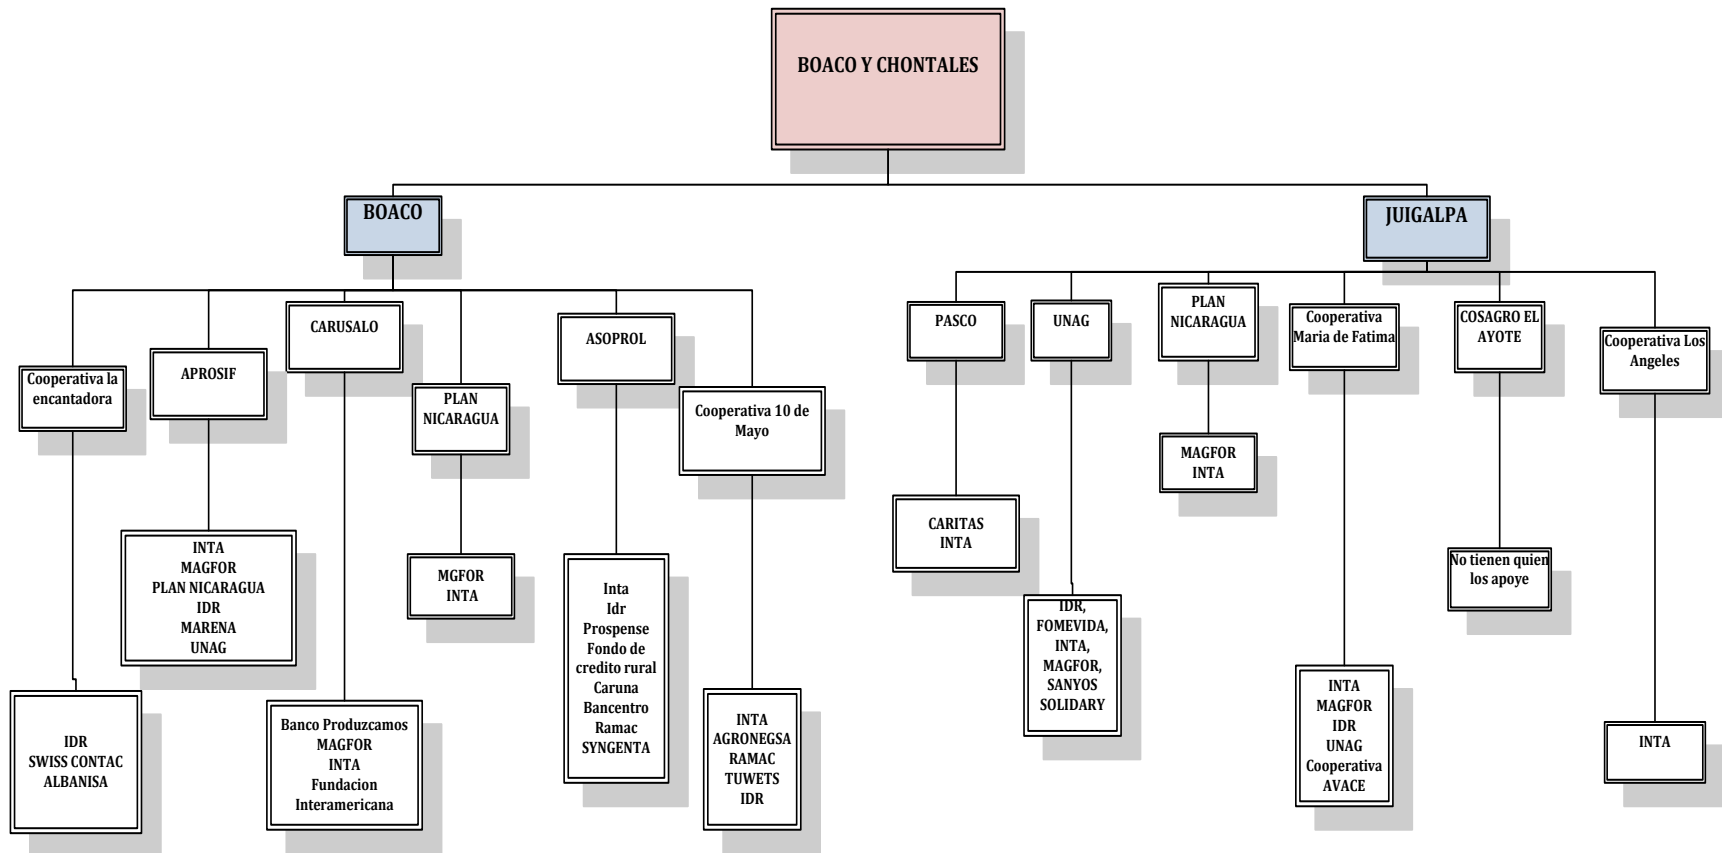 BOACO Y CHONTALES
BOACO
JUIGALPA
Cooperativa la
encantadora
APROSIF
CARUSALO
PLAN
NICARAGUA
ASOPROL
Cooperativa 10 de
Mayo
PASCO
UNAG
PLAN
NICARAGUA
Cooperativa
Maria de Fatima
COSAGRO EL
AYOTE
Cooperativa Los
Angeles
IDR
SWISS CONTAC
ALBANISA
INTA
MAGFOR
PLAN NICARAGUA
IDR
MARENA
UNAG
Banco Produzcamos
MAGFOR
INTA
Fundacion
Interamericana
MGFOR
INTA
Inta
Idr
Prospense
Fondo de
credito rural
Caruna
Bancentro
Ramac
SYNGENTA
INTA
AGRONEGSA
RAMAC
TUWETS
IDR
CARITAS
INTA
IDR,
FOMEVIDA,
INTA,
MAGFOR,
SANYOS
SOLIDARY
MAGFOR
INTA
INTA
MAGFOR
IDR
UNAG
Cooperativa
AVACE
No tienen quien
los apoye
INTA